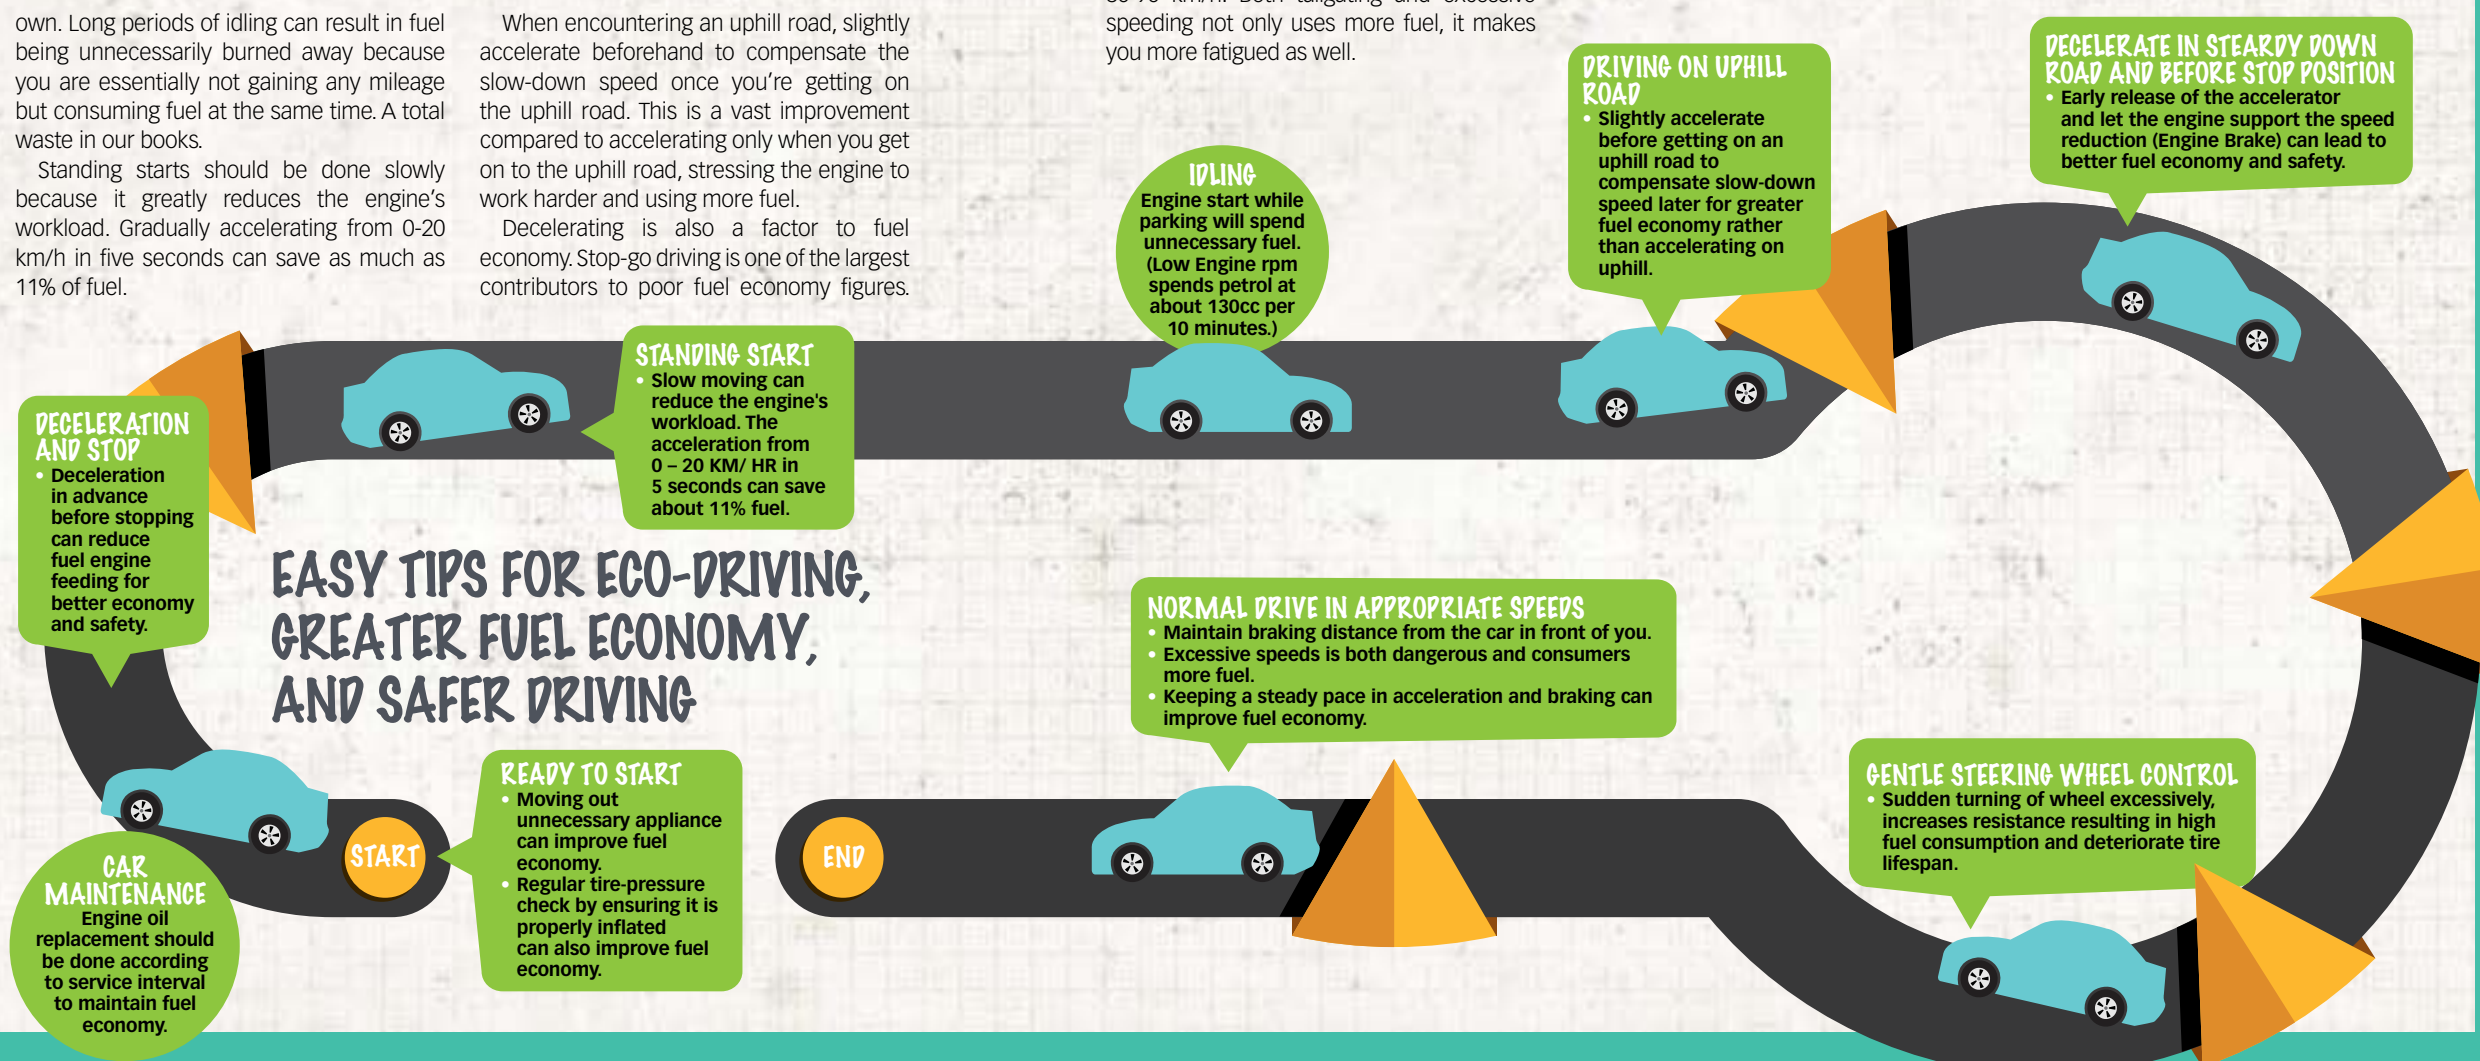 own. Long periods of idling can result in fuel
being unnecessarily burned away because
you are essentially not gaining any mileage
but consuming fuel at the same time. A total
waste in our books.
Standing starts should be done slowly
because it greatly reduces the engine's
workload. Gradually accelerating from 0-20
km/h in five seconds can save as much as
11% of fuel.
When encountering an uphill road, slightly
accelerate beforehand to compensate the
slow-down speed once you're getting on
the uphill road. This is a vast improvement
compared to accelerating only when you get
on to the uphill road, stressing the engine to
work harder and using more fuel.
Decelerating is also a factor to fuel
economy. Stop-go driving is one of the largest
contributors to poor fuel economy figures.
speeding not only uses more fuel, it makes
you more fatigued as well.
IDLING
Engine start while
parking will spend
unnecessary fuel.
(Low Engine rpm
spends petrol at
about 130cc per
10 minutes.)
DRIVING ON UPHILL
ROAD
• Slightly accelerate
before getting on an
uphill road to
compensate slow-down
speed later for greater
fuel economy rather
than accelerating on
uphill.
DECELERATE IN STEARDY DOWN
ROAD AND BEFORE STOP POSITION
• Early release of the accelerator
and let the engine support the speed
reduction (Engine Brake) can lead to
better fuel economy and safety.
STANDING START
• Slow moving can
reduce the engine's
workload. The
acceleration from
0 – 20 KM/ HR in
5 seconds can save
about 11% fuel.
DECELERATION
AND STOP
• Deceleration
in advance
before stopping
can reduce
fuel engine
feeding for
better economy
and safety.
EASY TIPS FOR ECO-DRIVING,
GREATER FUEL ECONOMY,
AND SAFER DRIVING
NORMAL DRIVE IN APPROPRIATE SPEEDS
• Maintain braking distance from the car in front of you.
• Excessive speeds is both dangerous and consumers
more fuel.
• Keeping a steady pace in acceleration and braking can
improve fuel economy.
GENTLE STEERING WHEEL CONTROL
• Sudden turning of wheel excessively,
increases resistance resulting in high
fuel consumption and deteriorate tire
lifespan.
READY TO START
• Moving out
unnecessary appliance
can improve fuel
economy.
• Regular tire-pressure
check by ensuring it is
properly inflated
can also improve fuel
economy.
START
END
CAR
MAINTENANCE
Engine oil
replacement should
be done according
to service interval
to maintain fuel
economy.